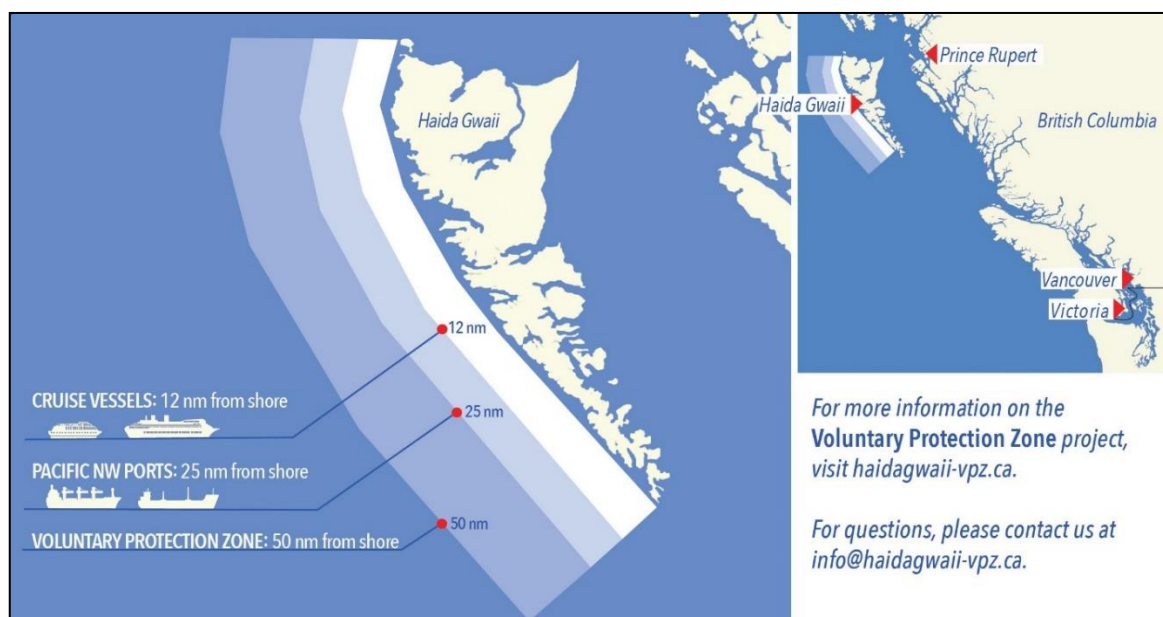 Haida Gwaii
12 nm
25 nm
50 nm
CRUISE VESSELS: 12 nm from shore
PACIFIC NW PORTS: 25 nm from shore
VOLUNTARY PROTECTION ZONE: 50 nm from shore
Prince Rupert
Haida Gwaii
British Columbia
Vancouver
Victoria
For more information on the
Voluntary Protection Zone project,
visit haidagwaii-vpz.ca.
For questions, please contact us at
info@haidagwaii-vpz.ca.